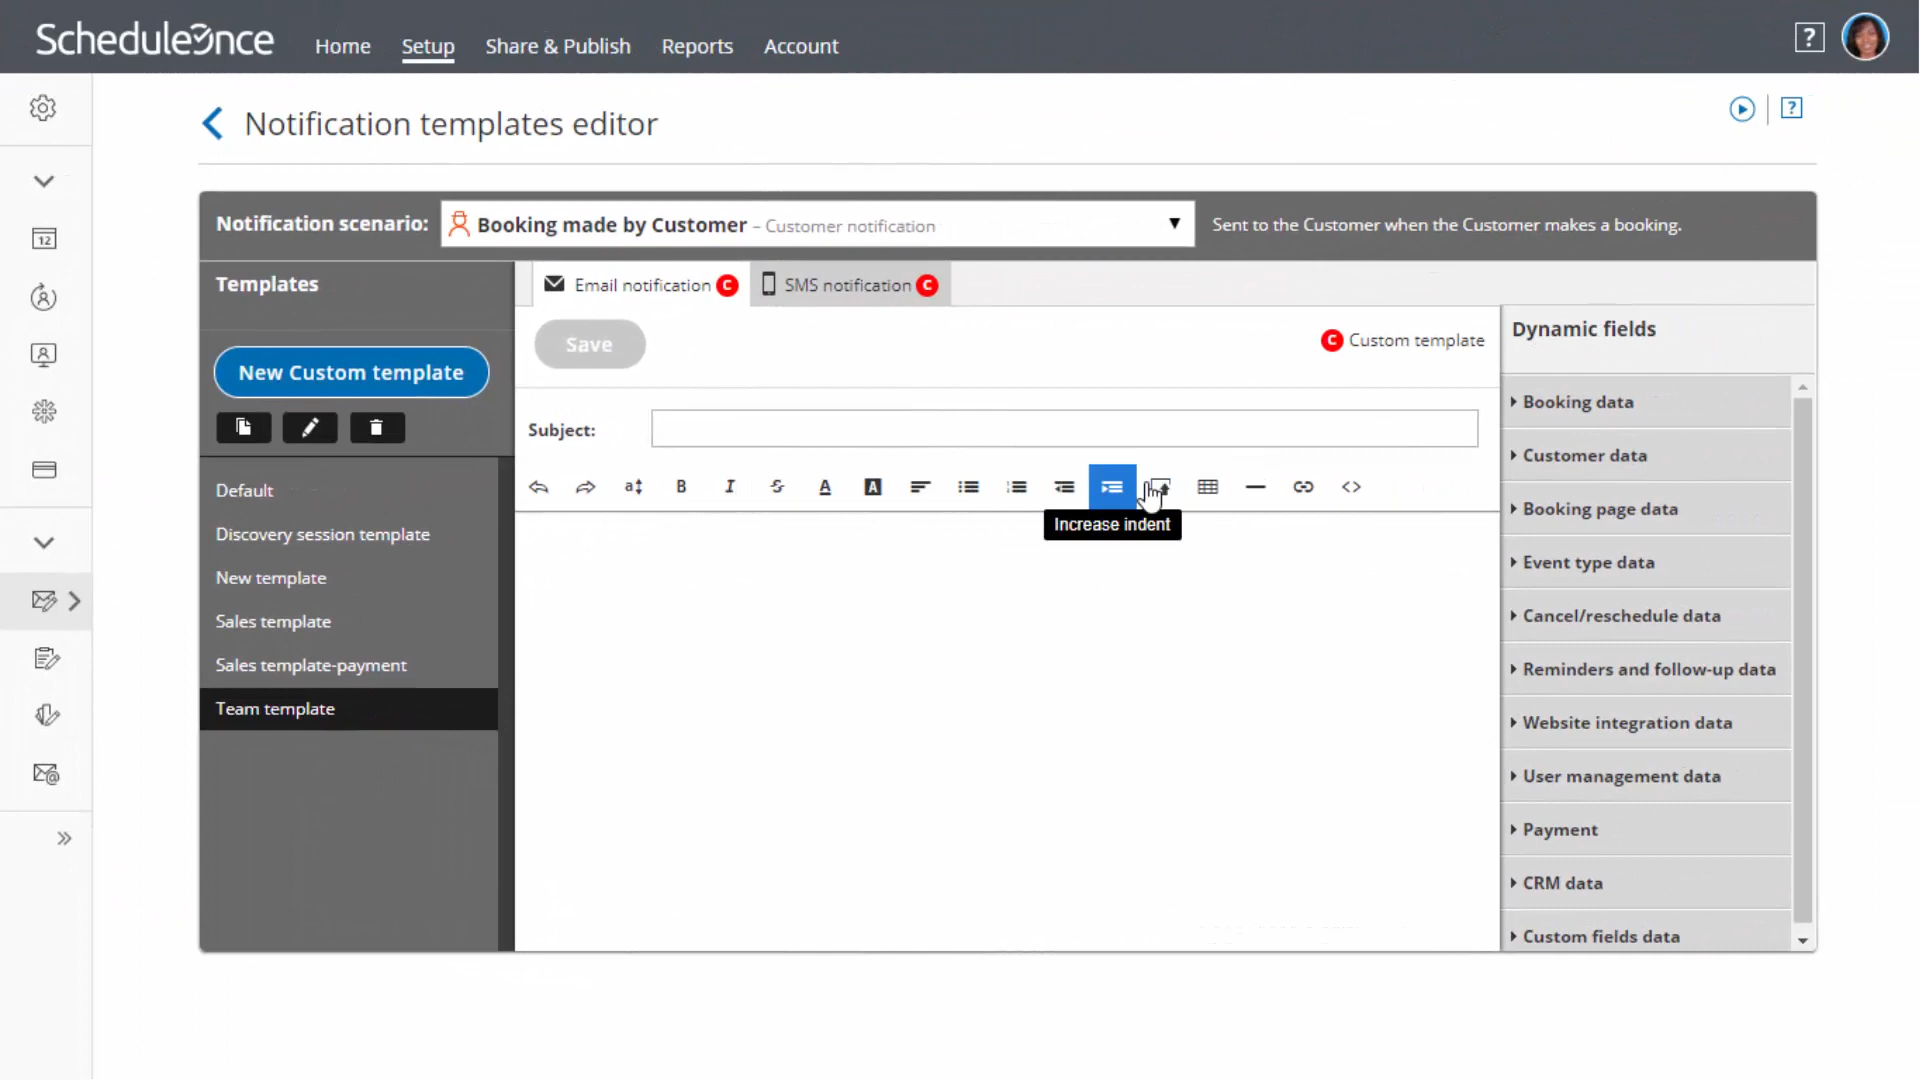 ScheduleOnce
Home Setup Share & Publish Reports Account
?
Notification templates editor
?
Notification scenario: Booking made by Customer – Customer notification ▼ Sent to the Customer when the Customer makes a booking.
Templates
Email notification C SMS notification C
New Custom template
Save
C Custom template
Subject:
B I S A A
Increase indent
Default
Discovery session template
New template
Sales template
Sales template-payment
Team template
Dynamic fields
Booking data
Customer data
Booking page data
Event type data
Cancel/reschedule data
Reminders and follow-up data
Website integration data
User management data
Payment
CRM data
Custom fields data
12